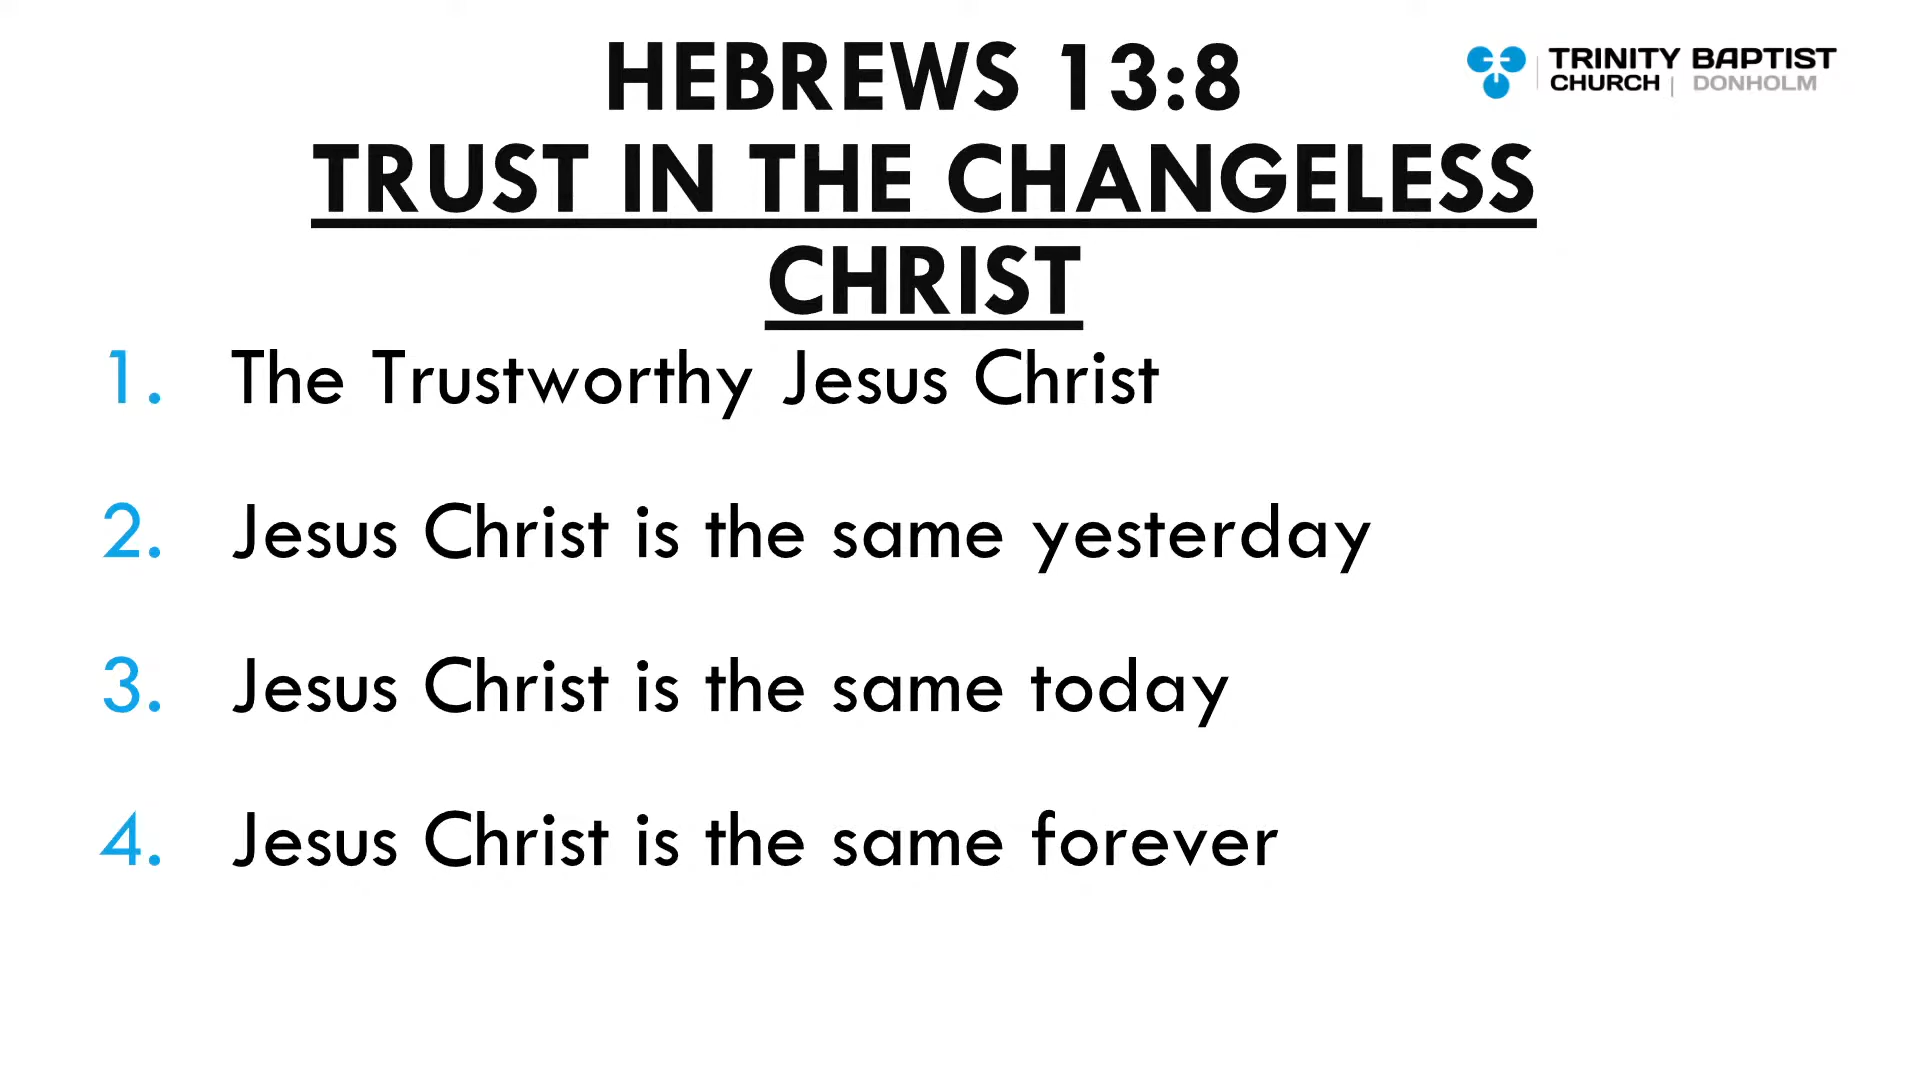 HEBREWS 13:8
TRUST IN THE CHANGELESS
CHRIST
TRINITY BAPTIST
CHURCH | DONHOLM
1. The Trustworthy Jesus Christ
2. Jesus Christ is the same yesterday
3. Jesus Christ is the same today
4. Jesus Christ is the same forever